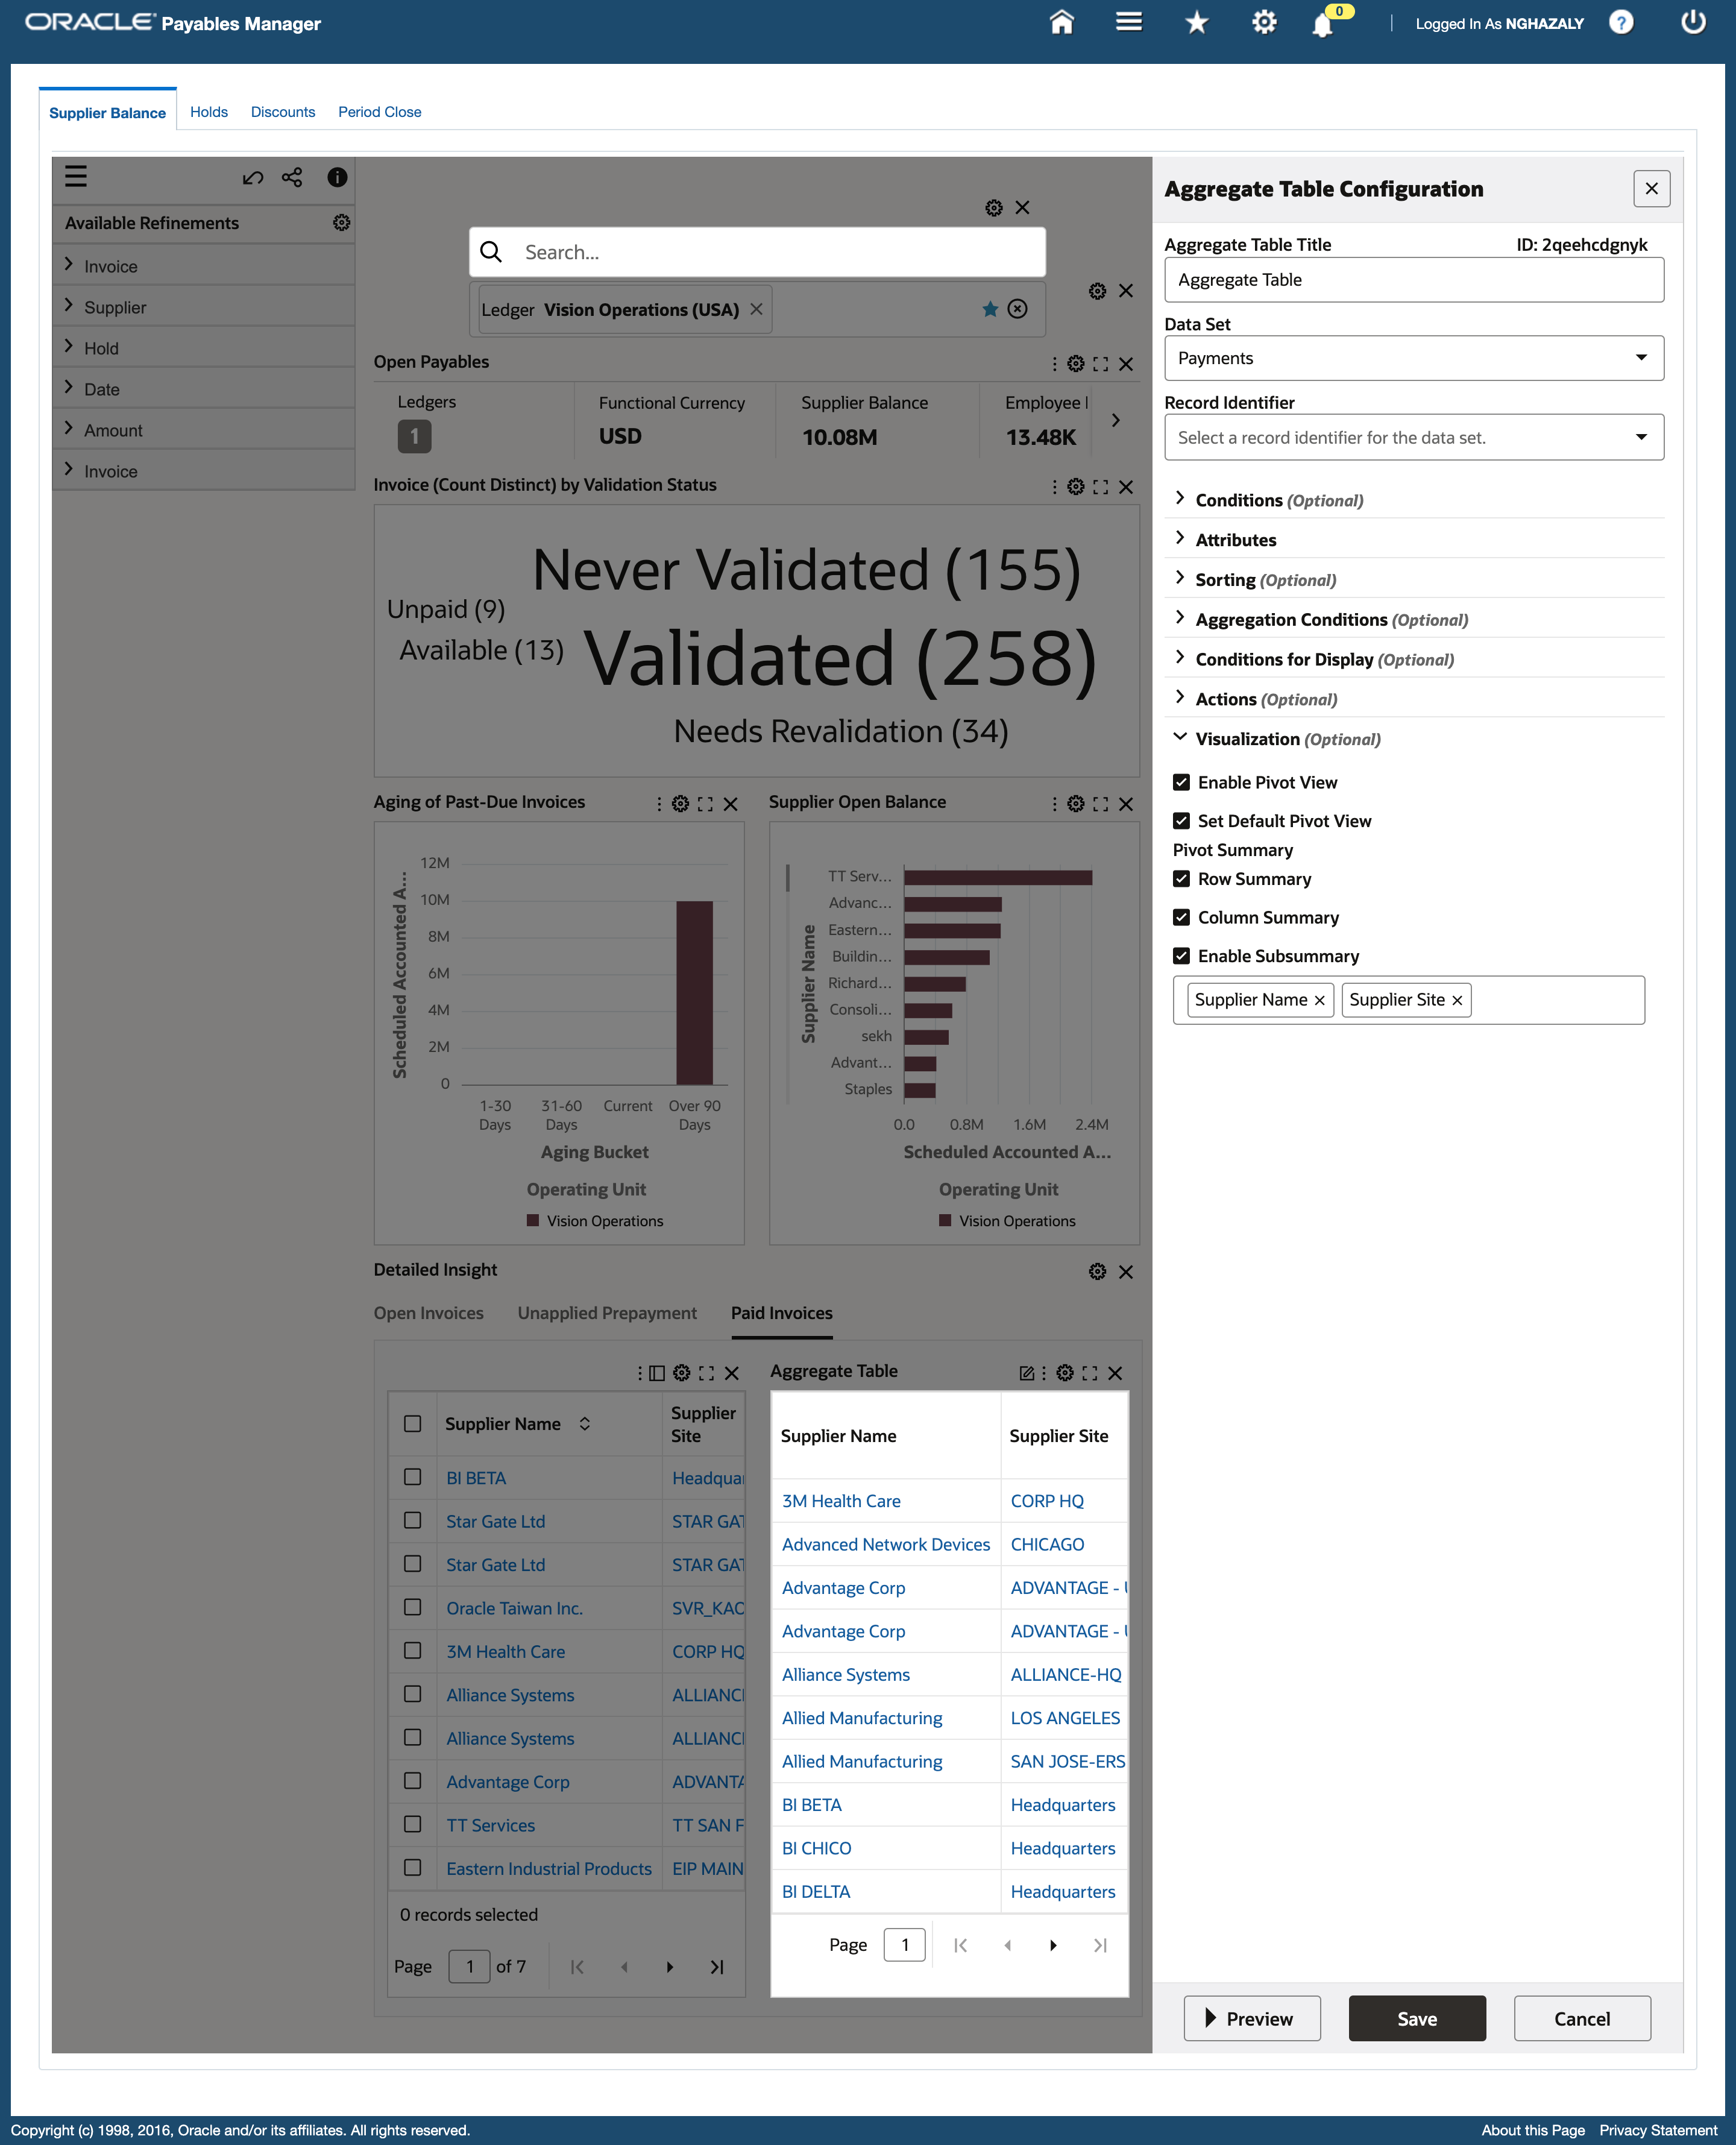 ORACLE Payables Manager
0
Logged In As NGHAZALY
?
Supplier Balance Holds Discounts Period Close
Available Refinements
Invoice
Supplier
Hold
Date
Amount
Invoice
Search...
Ledger Vision Operations (USA)
Open Payables
Ledgers
1
Functional Currency
USD
Supplier Balance
10.08M
Employee
13.48K
Invoice (Count Distinct) by Validation Status
Never Validated (155)
Unpaid (9)
Available (13) Validated (258)
Needs Revalidation (34)
Aging of Past-Due Invoices
Scheduled Accounted A...
12M
10M
8M
6M
4M
2M
0
1-30 Days
31-60 Days
Current
Over 90 Days
Aging Bucket
Operating Unit
Vision Operations
Supplier Open Balance
Supplier Name
TT Serv...
Advanc...
Eastern...
Buildin...
Richard...
Consoli...
sekh
Advant...
Staples
0.0 0.8M 1.6M 2.4M
Scheduled Accounted A...
Operating Unit
Vision Operations
Detailed Insight
Open Invoices Unapplied Prepayment Paid Invoices
Supplier Name Supplier Site
BI BETA Headquar
Star Gate Ltd STAR GAT
Star Gate Ltd STAR GAT
Oracle Taiwan Inc. SVR_KAO
3M Health Care CORP HQ
Alliance Systems ALLIANC
Alliance Systems ALLIANC
Advantage Corp ADVANTA
TT Services TT SAN F
Eastern Industrial Products EIP MAIN
0 records selected
Page 1 of 7
Aggregate Table
Supplier Name Supplier Site
3M Health Care CORP HQ
Advanced Network Devices CHICAGO
Advantage Corp ADVANTAGE - U
Advantage Corp ADVANTAGE - U
Alliance Systems ALLIANCE-HQ
Allied Manufacturing LOS ANGELES
Allied Manufacturing SAN JOSE-ERS
BI BETA Headquarters
BI CHICO Headquarters
BI DELTA Headquarters
Page 1
Aggregate Table Configuration
Aggregate Table Title ID: 2qeehcdgnyk
Aggregate Table
Data Set
Payments
Record Identifier
Select a record identifier for the data set.
Conditions (Optional)
Attributes
Sorting (Optional)
Aggregation Conditions (Optional)
Conditions for Display (Optional)
Actions (Optional)
Visualization (Optional)
Enable Pivot View
Set Default Pivot View
Pivot Summary
Row Summary
Column Summary
Enable Subsummary
Supplier Name Supplier Site
Preview Save Cancel
Copyright (c) 1998, 2016, Oracle and/or its affiliates. All rights reserved.
About this Page Privacy Statement